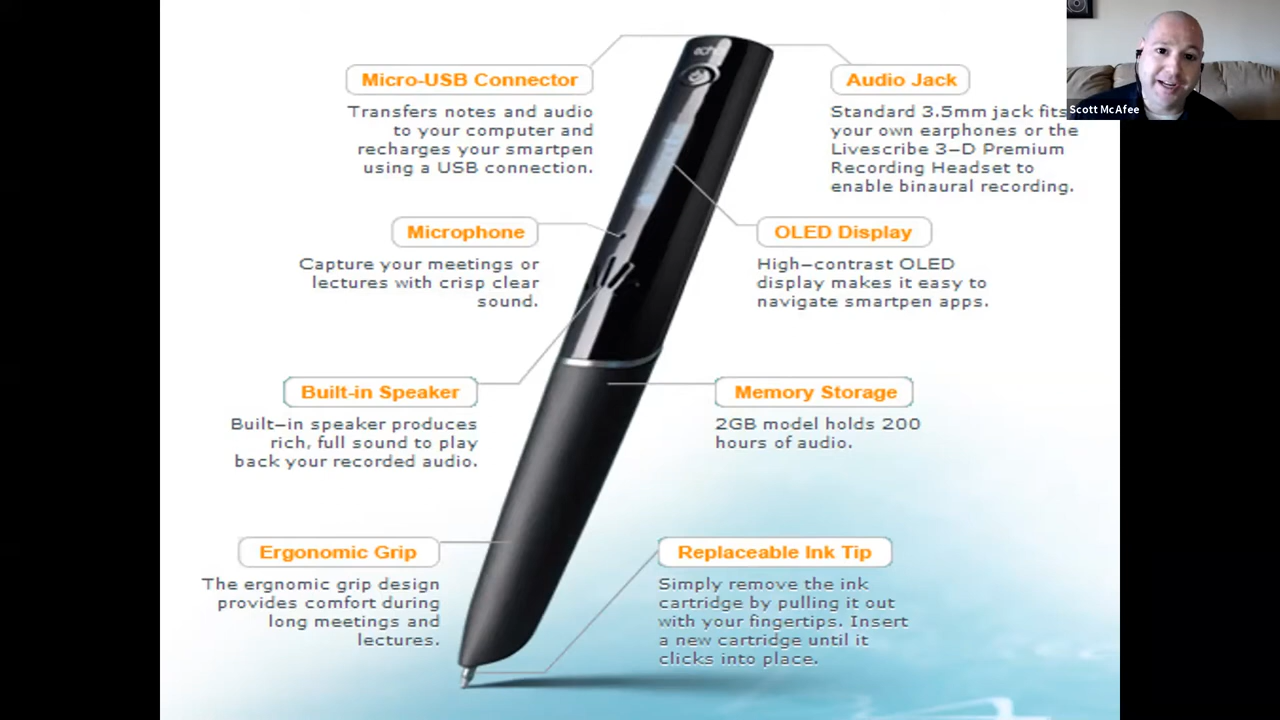 echo
Micro-USB Connector
Transfers notes and audio
to your computer and
recharges your smartpen
using a USB connection.
Audio Jack
Standard 3.5mm jack fits
your own earphones or the
Livescribe 3-D Premium
Recording Headset to
enable binaural recording.
Scott McAfee
Microphone
Capture your meetings or
lectures with crisp clear
sound.
OLED Display
High-contrast OLED
display makes it easy to
navigate smartpen apps.
Built-in Speaker
Built-in speaker produces
rich, full sound to play
back your recorded audio.
Memory Storage
2GB model holds 200
hours of audio.
Ergonomic Grip
The ergnomic grip design
provides comfort during
long meetings and
lectures.
Replaceable Ink Tip
Simply remove the ink
cartridge by pulling it out
with your fingertips. Insert
a new cartridge until it
clicks into place.